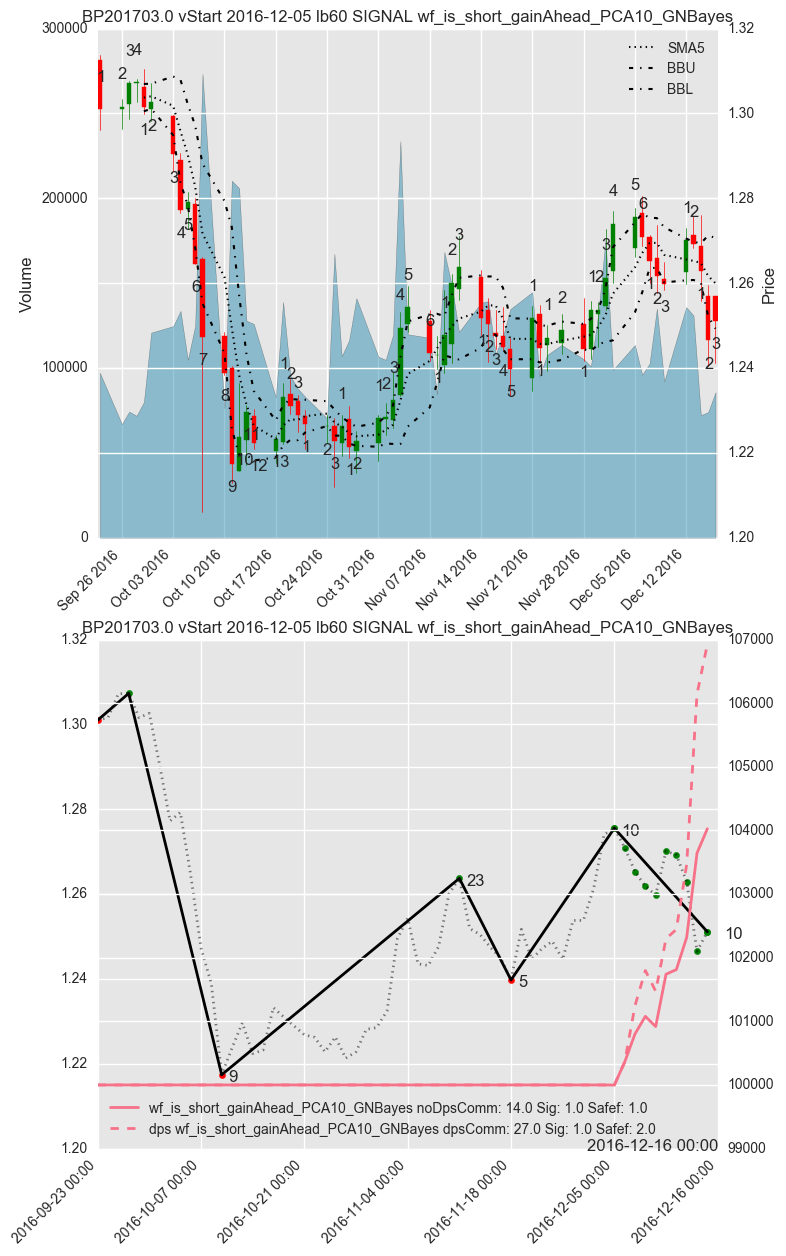 BP201703.0 vStart 2016-12-05 lb60 SIGNAL wf_is_short_gainAhead_PCA10_GNBayes
300000
200000
100000
0
Volume
1.32
1.30
1.28
1.26
1.24
1.22
1.20
Price
SMA5
BBU
BBL
Sep 26 2016
Oct 03 2016
Oct 10 2016
Oct 17 2016
Oct 24 2016
Oct 31 2016
Nov 07 2016
Nov 14 2016
Nov 21 2016
Nov 28 2016
Dec 05 2016
Dec 12 2016
BP201703.0 vStart 2016-12-05 lb60 SIGNAL wf_is_short_gainAhead_PCA10_GNBayes
1.32
1.30
1.28
1.26
1.24
1.22
1.20
107000
106000
105000
104000
103000
102000
101000
100000
99000
9
23
5
10
10
wf_is_short_gainAhead_PCA10_GNBayes noDpsComm: 14.0 Sig: 1.0 Safef: 1.0
dps wf_is_short_gainAhead_PCA10_GNBayes dpsComm: 27.0 Sig: 1.0 Safef: 2.0
2016-12-16 00:00
2016-09-23 00:00
2016-10-07 00:00
2016-10-21 00:00
2016-11-04 00:00
2016-11-18 00:00
2016-12-05 00:00
2016-12-16 00:00